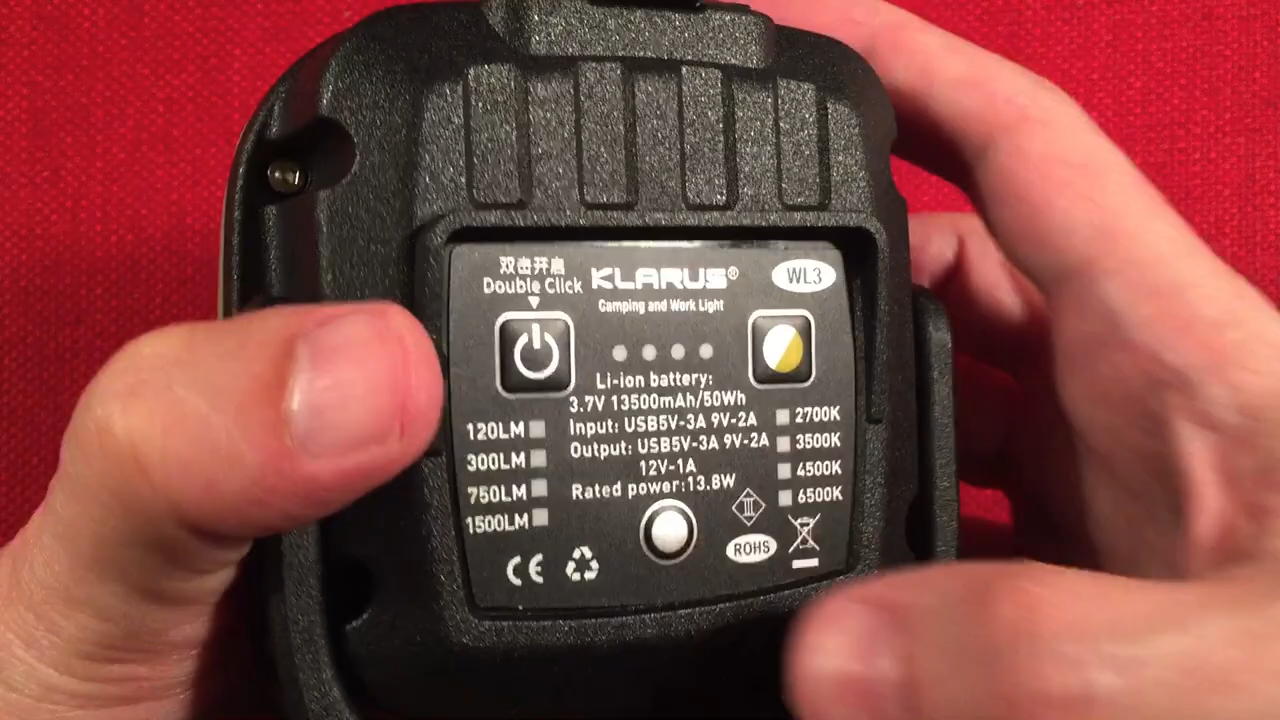 双击开启
Double Click
KLARUS®
WL3
Camping and Work Light
Li-ion battery:
3.7V 13500mAh/50Wh
Input: USB5V-3A 9V-2A
Output: USB5V-3A 9V-2A
12V-1A
Rated power:13.8W
120LM
300LM
750LM
1500LM
2700K
3500K
4500K
6500K
III
ROHS
CE